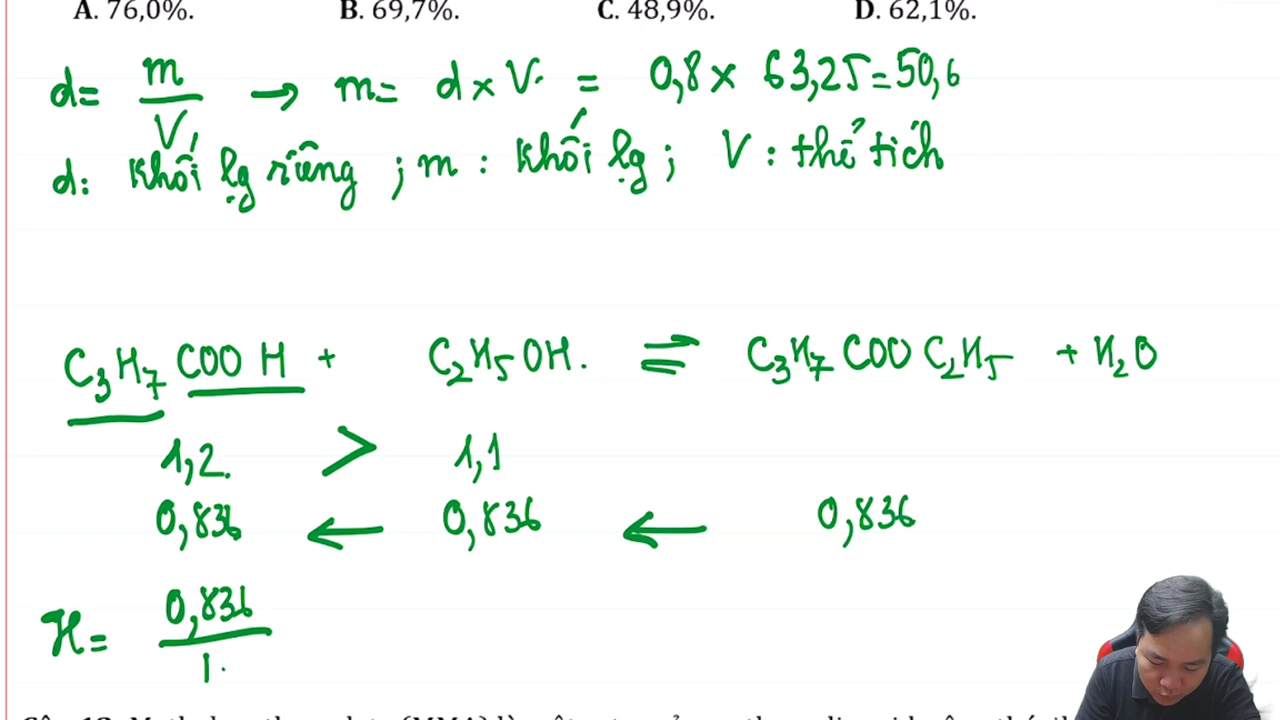 A. 76,0%. B. 69,7%. C. 48,9%. D. 62,1%.
d = m/V → m = d × V = 0,8 × 63,25 = 50,6
d: Khối lg riêng ; m : Khối lg ; V : thể tích
C₃H₇COOH + C₂H₅OH. ⇌ C₃H₇COOC₂H₅ + H₂O
1,2. > 1,1
0,836 ← 0,836 ← 0,836
H = 0,836/1.